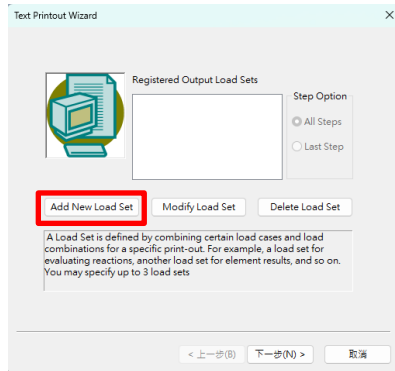 Text Printout Wizard
Registered Output Load Sets
Step Option
All Steps
Last Step
Add New Load Set
Modify Load Set
Delete Load Set
A Load Set is defined by combining certain load cases and load
combinations for a specific print-out. For example, a load set for
evaluating reactions, another load set for element results, and so on.
You may specify up to 3 load sets
< 上一步(B)
下一步(N) >
取消